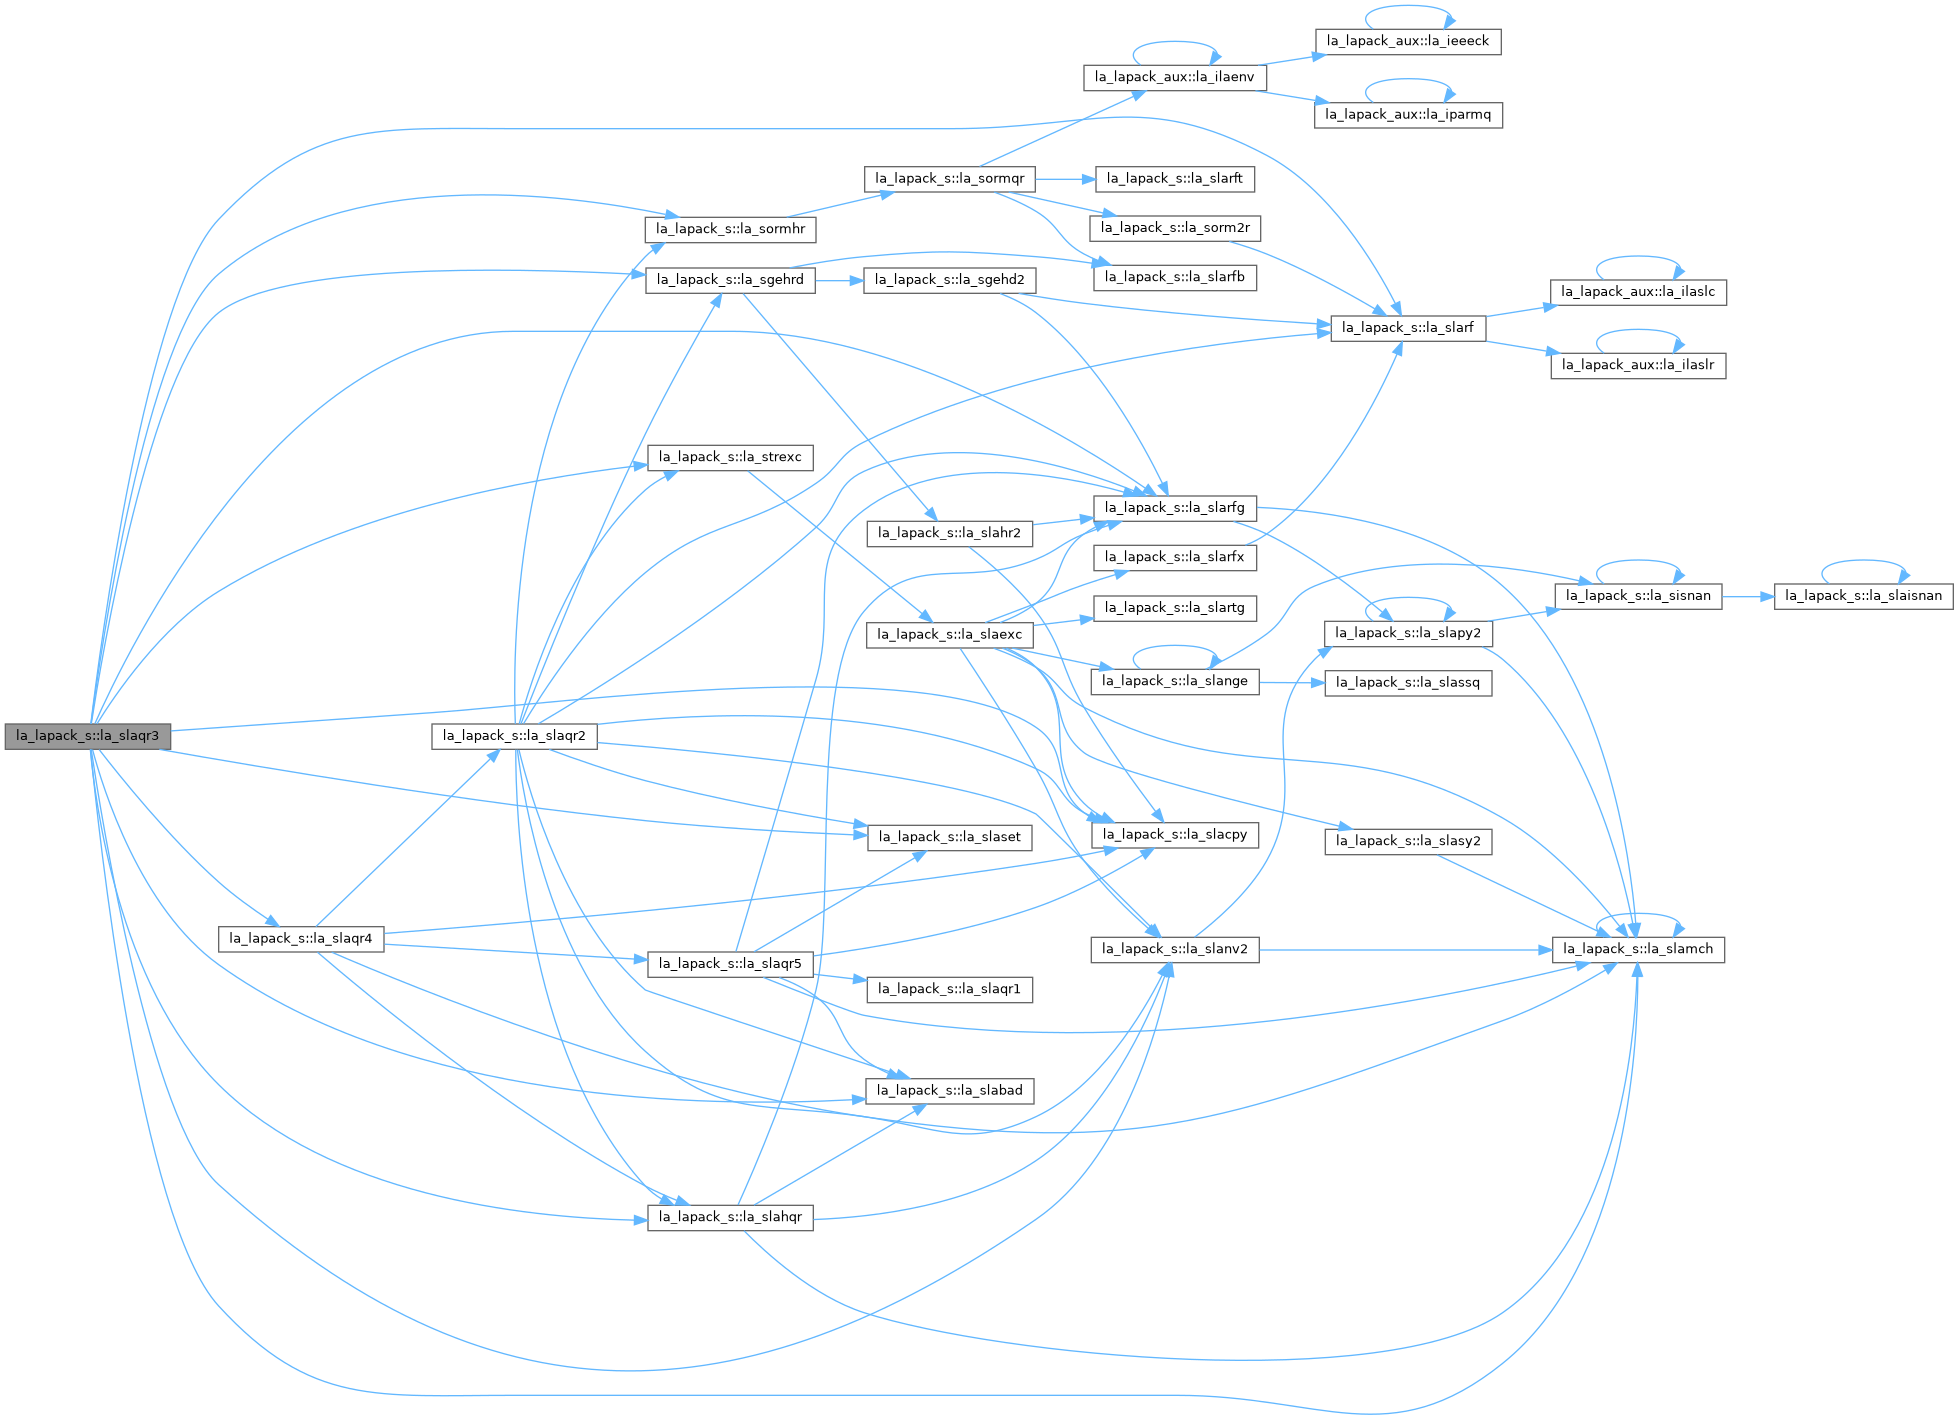 la_lapack_aux::la_ieeeck
la_lapack_aux::la_ilaenv
la_lapack_aux::la_iparmq
la_lapack_s::la_sormqr
la_lapack_s::la_slarft
la_lapack_s::la_sormhr
la_lapack_s::la_sorm2r
la_lapack_s::la_sgehrd
la_lapack_s::la_sgehd2
la_lapack_s::la_slarfb
la_lapack_aux::la_ilaslc
la_lapack_s::la_slarf
la_lapack_aux::la_ilaslr
la_lapack_s::la_strexc
la_lapack_s::la_slarfg
la_lapack_s::la_slahr2
la_lapack_s::la_slarfx
la_lapack_s::la_sisnan
la_lapack_s::la_slaisnan
la_lapack_s::la_slartg
la_lapack_s::la_slaexc
la_lapack_s::la_slapy2
la_lapack_s::la_slange
la_lapack_s::la_slassq
la_lapack_s::la_slaqr3
la_lapack_s::la_slaqr2
la_lapack_s::la_slaset
la_lapack_s::la_slacpy
la_lapack_s::la_slasy2
la_lapack_s::la_slaqr4
la_lapack_s::la_slaqr5
la_lapack_s::la_slanv2
la_lapack_s::la_slamch
la_lapack_s::la_slaqr1
la_lapack_s::la_slabad
la_lapack_s::la_slahqr